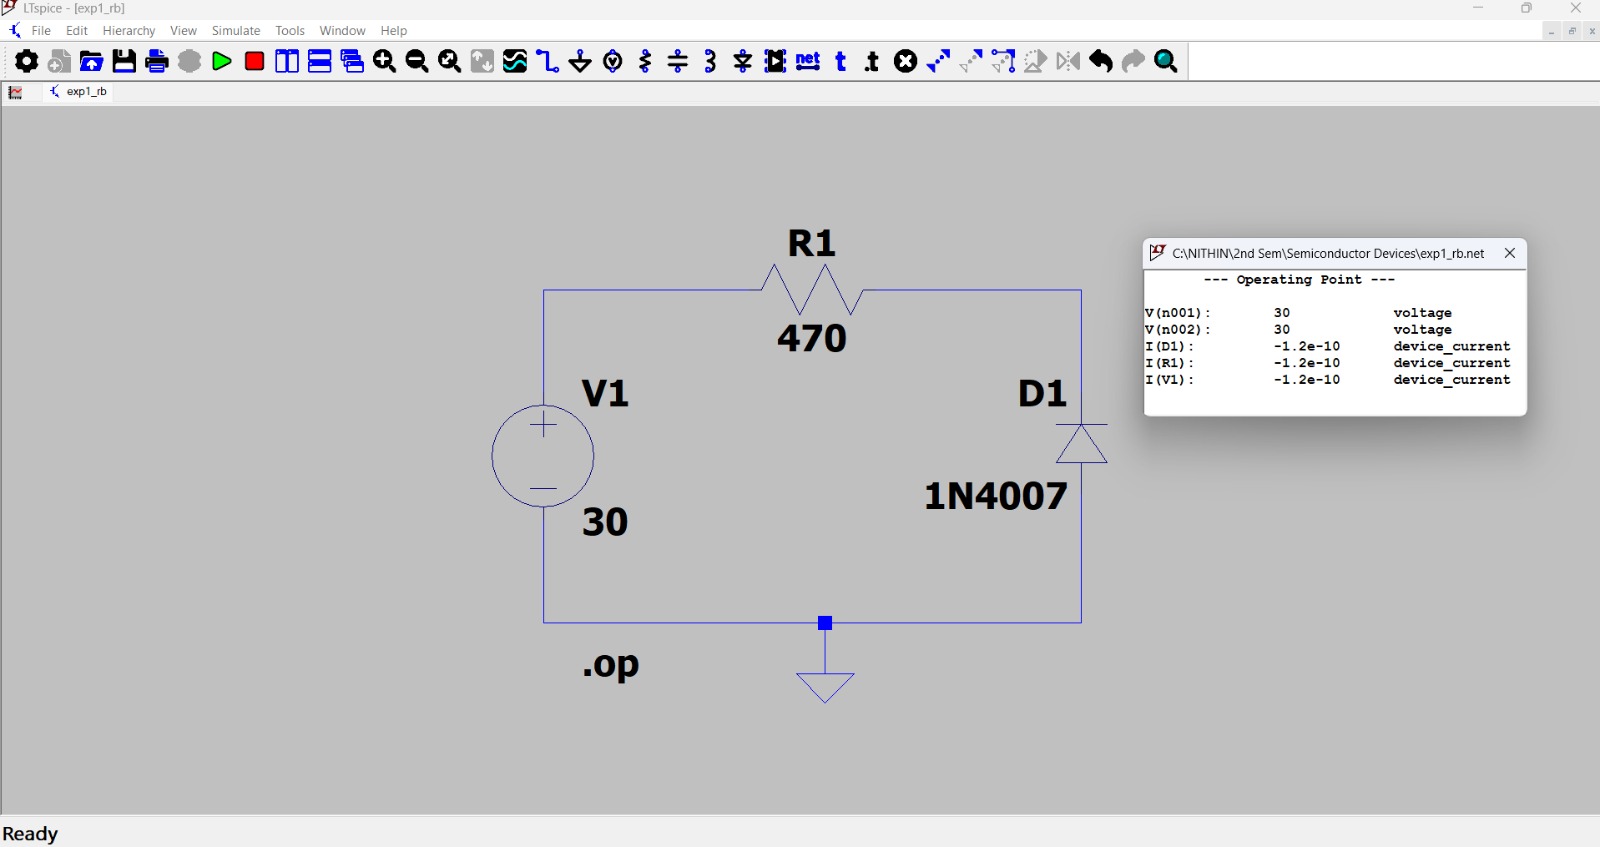 LTspice - [exp1_rb]
File Edit Hierarchy View Simulate Tools Window Help
net t .t
exp1_rb
R1
470
V1
30
D1
1N4007
.op
C:\NITHIN\2nd Sem\Semiconductor Devices\exp1_rb.net
--- Operating Point ---
V(n001): 30 voltage
V(n002): 30 voltage
I(D1): -1.2e-10 device_current
I(R1): -1.2e-10 device_current
I(V1): -1.2e-10 device_current
Ready